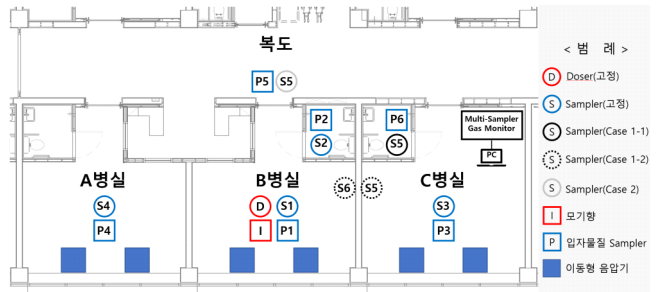 복도
P5 S5
P2 P6
S2 S5
Multi-Sampler
Gas Monitor
PC
A병실 B병실 C병실
S6 S5
S4 D S1 S3
P4 I P1 P3
< 범 례 >
D Doser(고정)
S Sampler(고정)
S Sampler(Case 1-1)
S Sampler(Case 1-2)
S Sampler(Case 2)
I 모기향
P 입자물질 Sampler
이동형 음압기